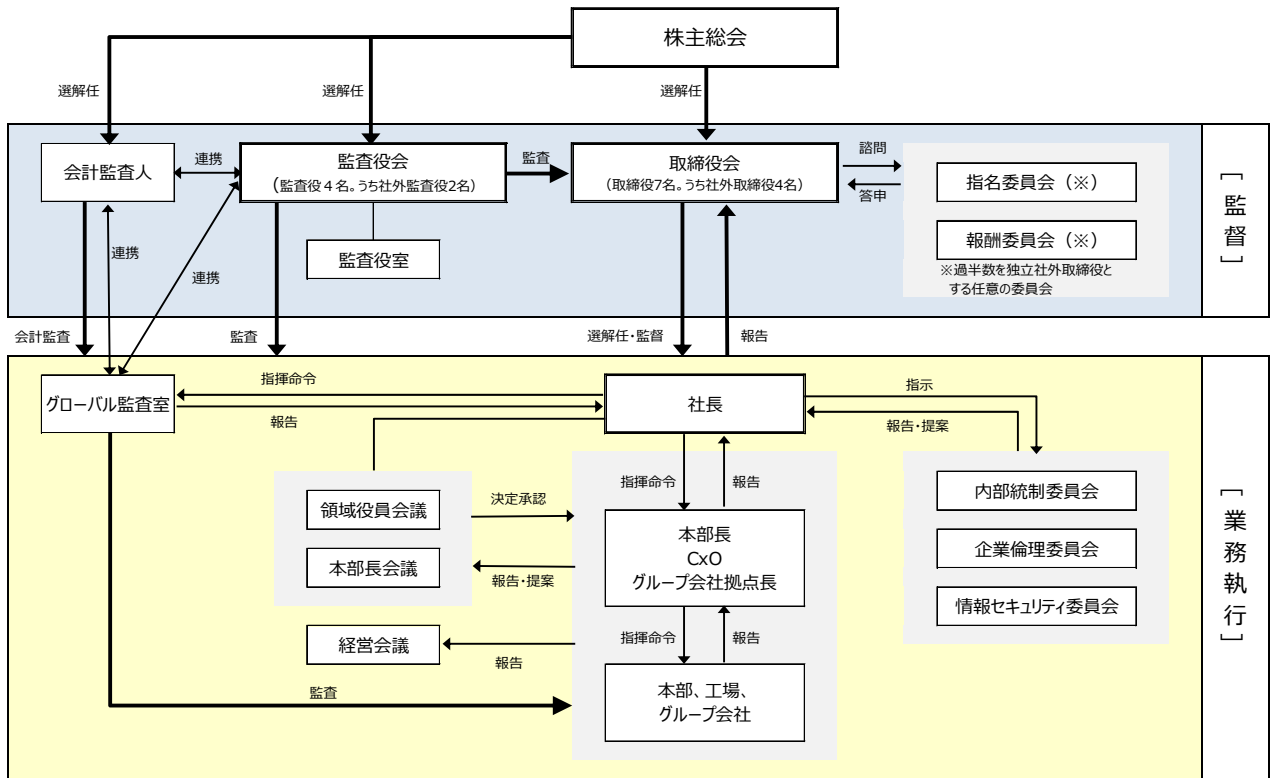 株主総会
選解任
選解任
選解任
会計監査人
連携
監査役会
（監査役４名。うち社外監査役2名）
監査
取締役会
（取締役7名。うち社外取締役4名）
諮問
答申
指名委員会（※）
報酬委員会（※）
※過半数を独立社外取締役と
する任意の委員会
［監督］
監査役室
連携
連携
会計監査
監査
選解任・監督
報告
グローバル監査室
指揮命令
報告
社長
指示
報告・提案
指揮命令
報告
領域役員会議
本部長会議
決定承認
報告・提案
本部長
CxO
グループ会社拠点長
内部統制委員会
企業倫理委員会
情報セキュリティ委員会
［業務執行］
経営会議
報告
指揮命令
報告
監査
本部、工場、
グループ会社